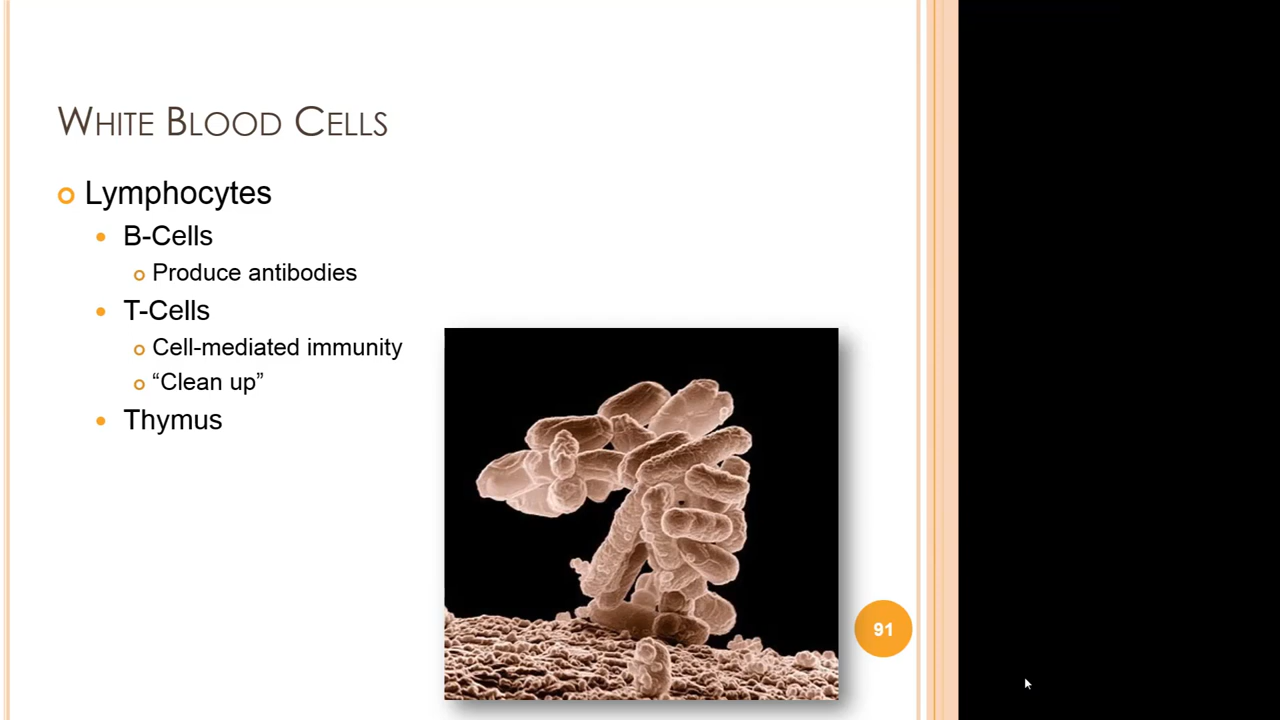 White Blood Cells
Lymphocytes
B-Cells
Produce antibodies
T-Cells
Cell-mediated immunity
“Clean up”
Thymus
91